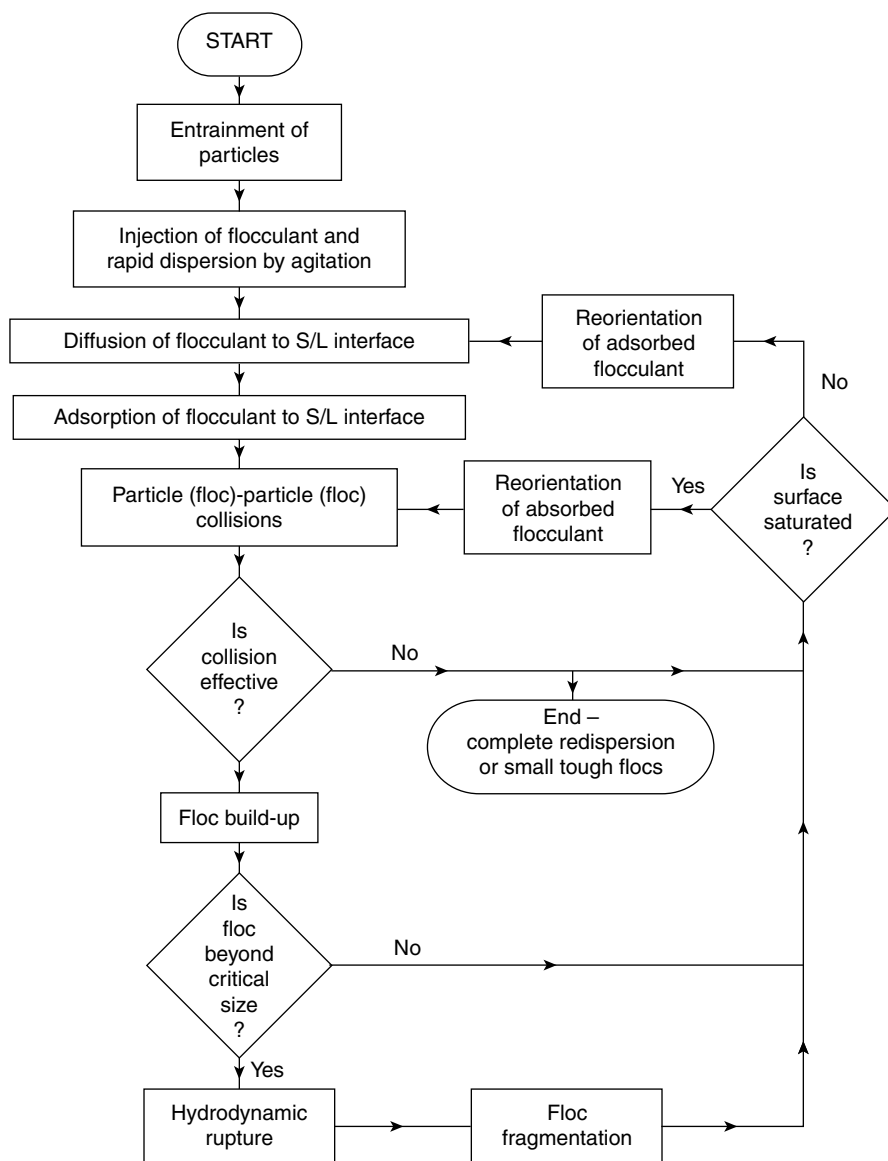 START
Entrainment of
particles
Injection of flocculant and
rapid dispersion by agitation
Diffusion of flocculant to S/L interface
Reorientation
of adsorbed
flocculant
No
Adsorption of flocculant to S/L interface
Particle (floc)-particle (floc)
collisions
Reorientation
of absorbed
flocculant
Yes
Is
surface
saturated
?
Is
collision
effective
?
No
End –
complete redispersion
or small tough flocs
Floc build-up
Is
floc
beyond
critical
size
?
No
Yes
Hydrodynamic
rupture
Floc
fragmentation